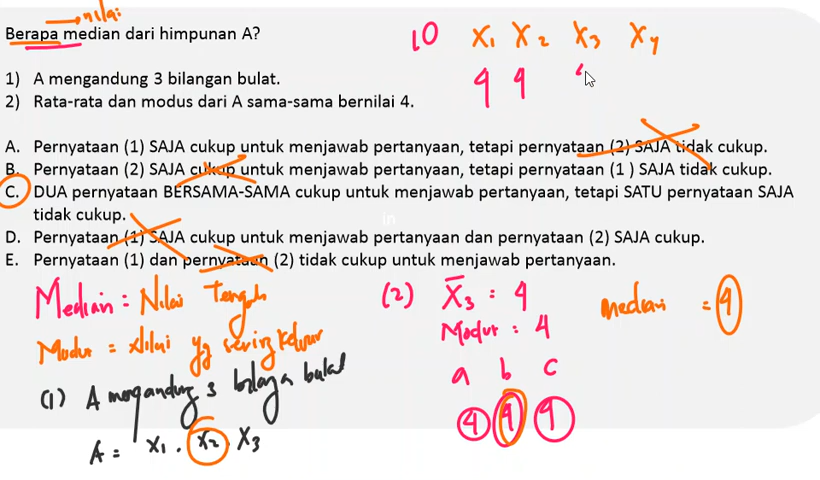 nilai
Berapa median dari himpunan A?
10 X1 X2 X3 X4
1) A mengandung 3 bilangan bulat.
2) Rata-rata dan modus dari A sama-sama bernilai 4.
4 4
A. Pernyataan (1) SAJA cukup untuk menjawab pertanyaan, tetapi pernyataan (2) SAJA tidak cukup.
B. Pernyataan (2) SAJA cukup untuk menjawab pertanyaan, tetapi pernyataan (1 ) SAJA tidak cukup.
C. DUA pernyataan BERSAMA-SAMA cukup untuk menjawab pertanyaan, tetapi SATU pernyataan SAJA
tidak cukup.
in
D. Pernyataan (1) SAJA cukup untuk menjawab pertanyaan dan pernyataan (2) SAJA cukup.
E. Pernyataan (1) dan pernyataan (2) tidak cukup untuk menjawab pertanyaan.
Median = Nilai Tengah
Modus = Nilai yg sering keluar
(1) A mengandung 3 bilangan bulat
A = X1 . X2 . X3
(2) X̄3 : 4
Modus : 4
a b c
4 4 4
median = 4